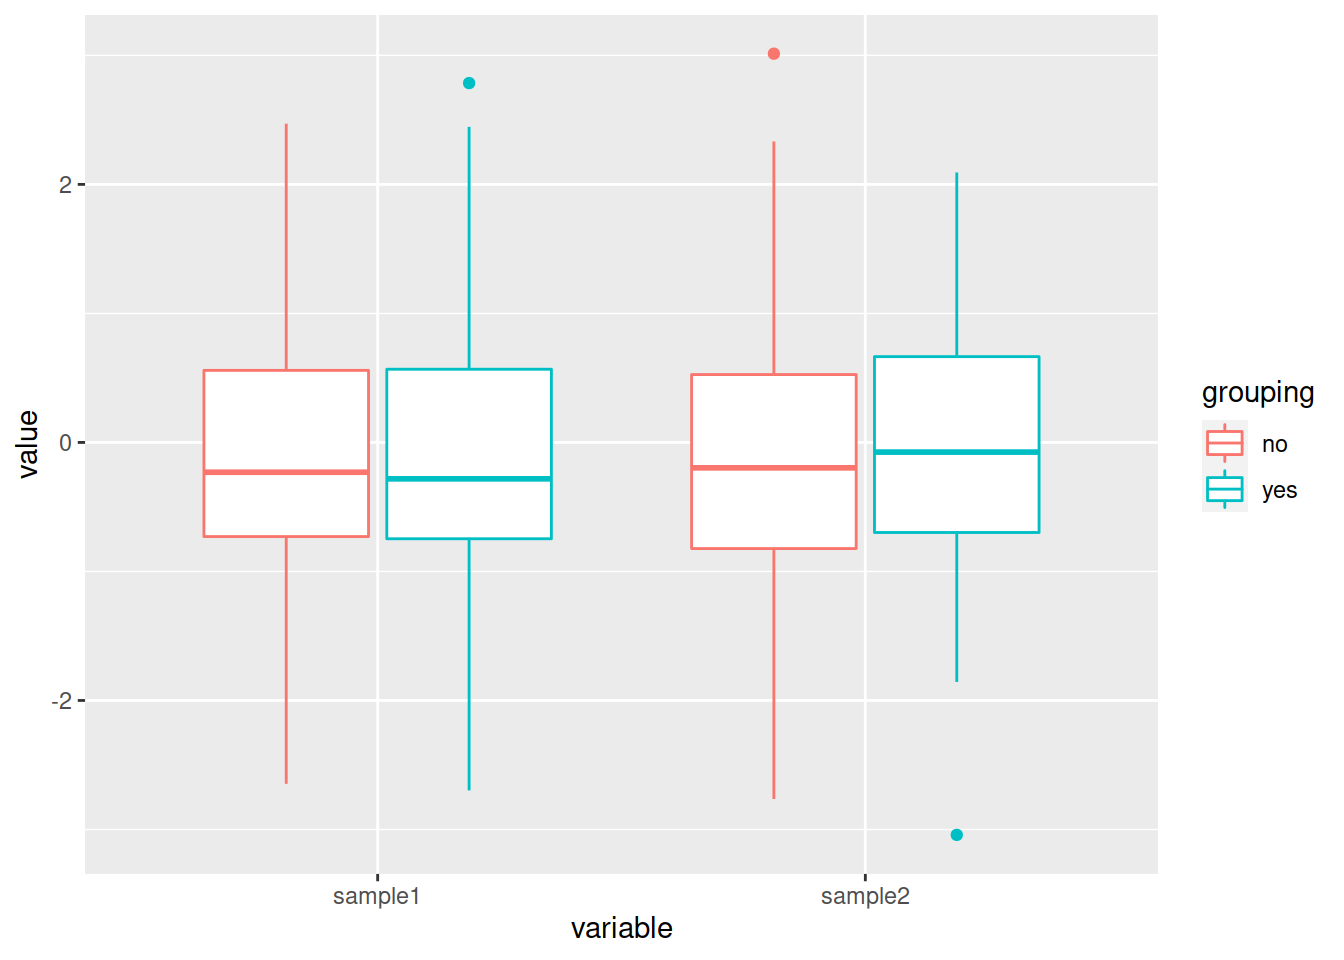 value
2
0
-2
sample1
sample2
variable
grouping
no
yes